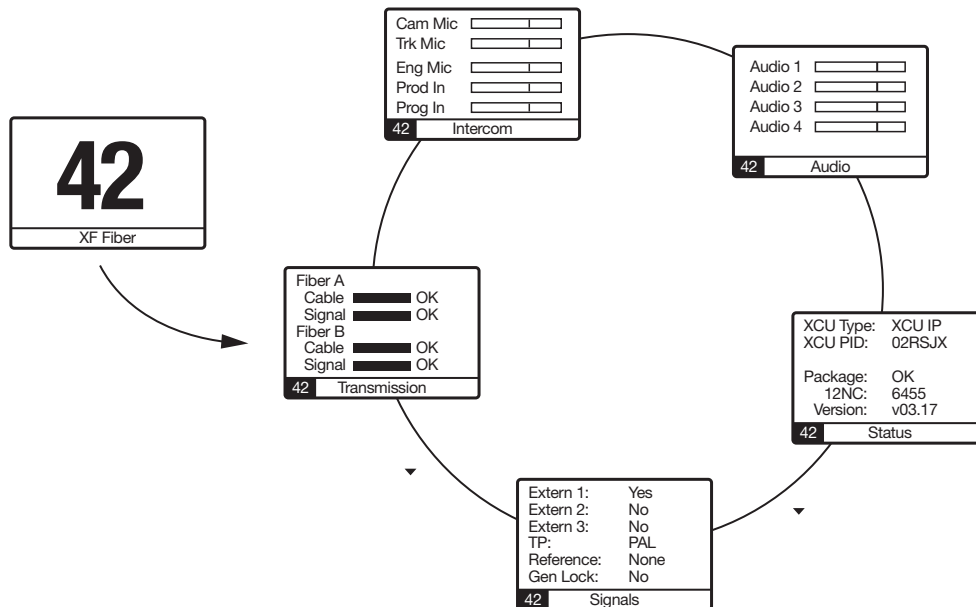 Cam Mic
Trk Mic
Eng Mic
Prod In
Prog In
42 Intercom
Audio 1
Audio 2
Audio 3
Audio 4
42 Audio
42
XF Fiber
Fiber A
Cable OK
Signal OK
Fiber B
Cable OK
Signal OK
42 Transmission
XCU Type: XCU IP
XCU PID: 02RSJX
Package: OK
12NC: 6455
Version: v03.17
42 Status
Extern 1: Yes
Extern 2: No
Extern 3: No
TP: PAL
Reference: None
Gen Lock: No
42 Signals